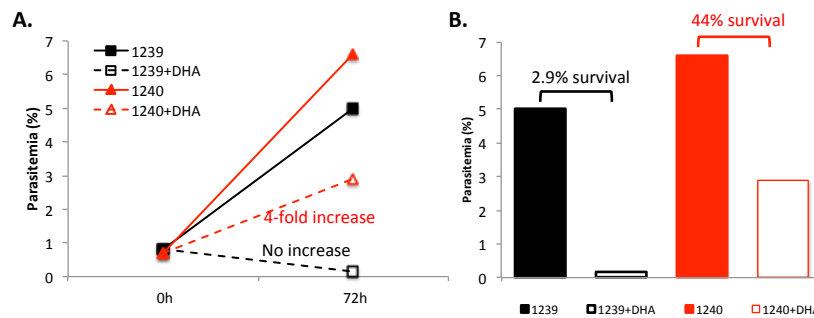 A.
Parasitemia (%)
7
6
5
4
3
2
1
0
1239
1239+DHA
1240
1240+DHA
4-fold increase
No increase
0h
72h
B.
44% survival
2.9% survival
Parasitemia (%)
7
6
5
4
3
2
1
0
1239
1239+DHA
1240
1240+DHA